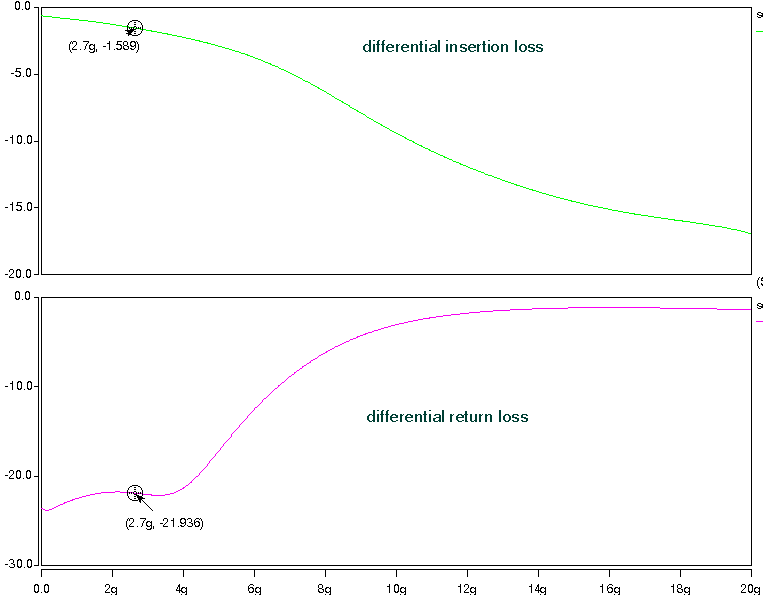 0.0
(2.7g, -1.589)
differential insertion loss
-5.0
-10.0
-15.0
-20.0
0.0
-10.0
differential return loss
-20.0
(2.7g, -21.936)
-30.0
0.0 2g 4g 6g 8g 10g 12g 14g 16g 18g 20g